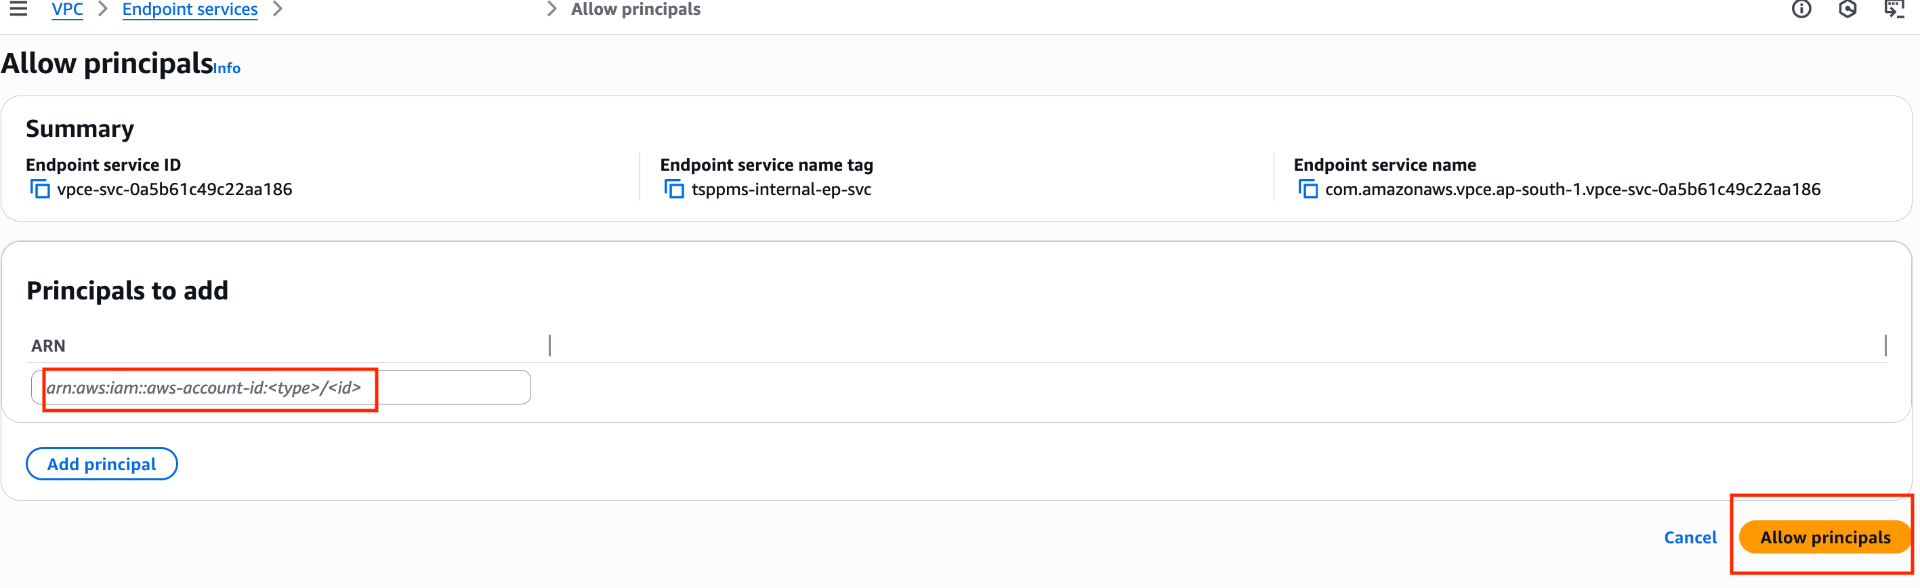 VPC > Endpoint services > > Allow principals
Allow principals Info
Summary
Endpoint service ID
vpce-svc-0a5b61c49c22aa186
Endpoint service name tag
tsppms-internal-ep-svc
Endpoint service name
com.amazonaws.vpce.ap-south-1.vpce-svc-0a5b61c49c22aa186
Principals to add
ARN
arn:aws:iam::aws-account-id:<type>/<id>
Add principal
Cancel
Allow principals